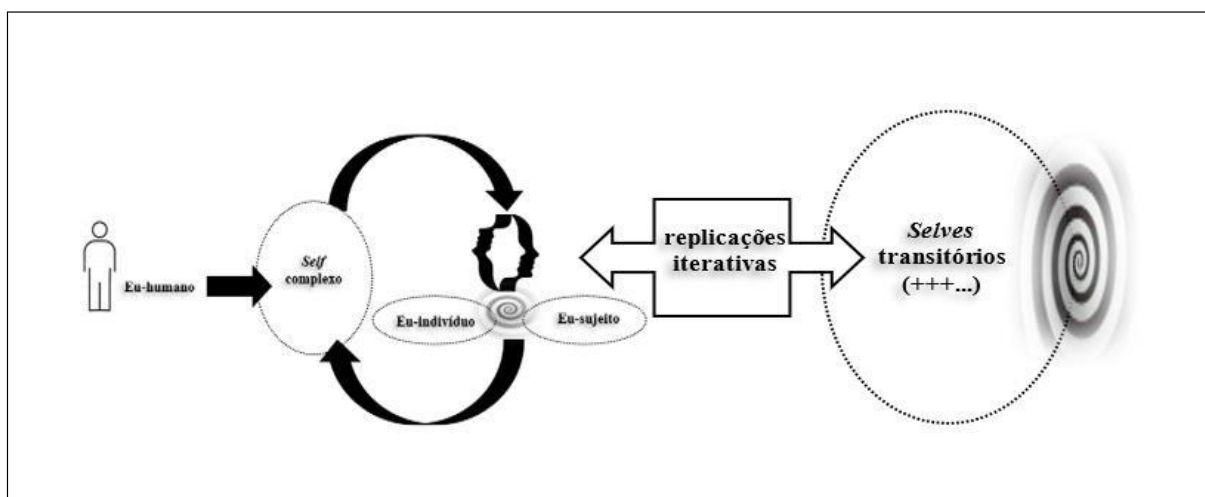 Eu-humano
Self
complexo
Eu-indivíduo
Eu-sujeito
replicações
iterativas
Selves
transitórios
(+++...)